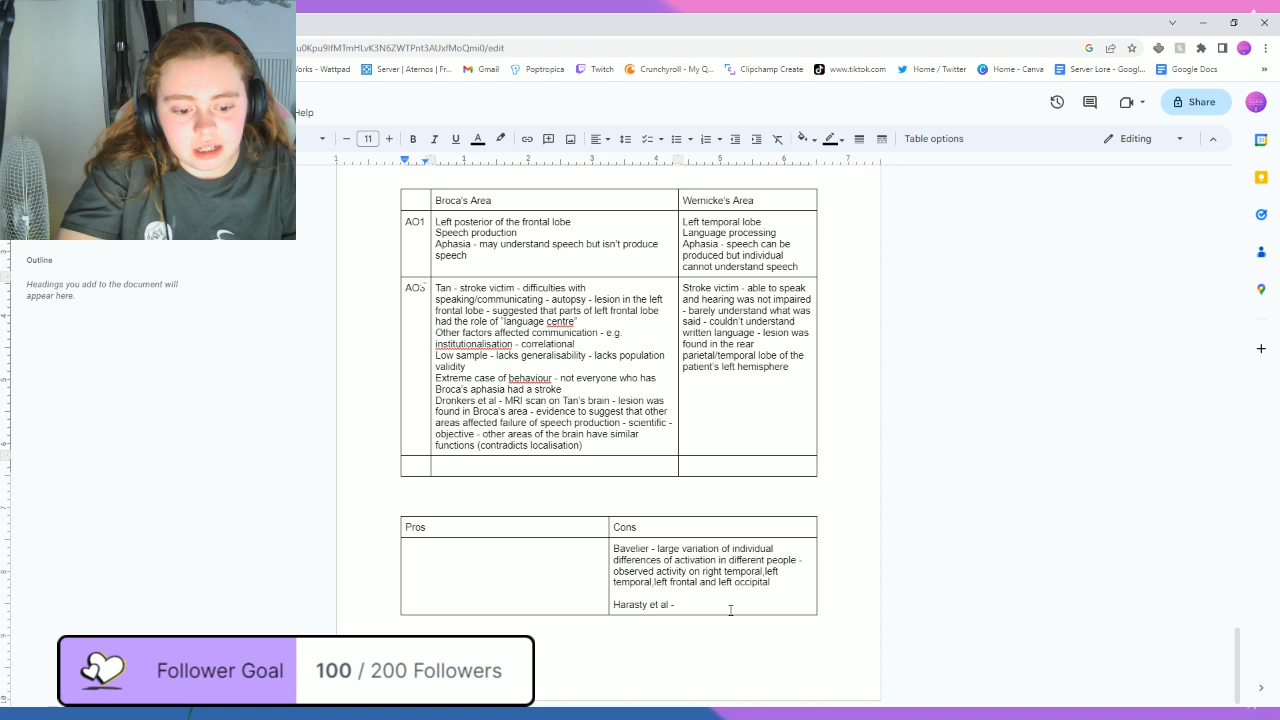 u0Kpu9IfMTmHLvK3N6ZWTPnt3AUxfMoQmi0/edit
Vorks - Wattpad
Server | Aternos | Fr...
Gmail
Poptropica
Twitch
Crunchyroll - My Q...
Clipchamp Create
www.tiktok.com
Home / Twitter
Home - Canva
Server Lore - Googl...
Google Docs
Help
Share
11
B
I
U
A
Table options
Editing
1
1
2
3
4
5
6
7
Outline
Headings you add to the document will
appear here.
Broca's Area
Wernicke's Area
AO1
Left posterior of the frontal lobe
Speech production
Aphasia - may understand speech but isn't produce
speech
Left temporal lobe
Language processing
Aphasia - speech can be
produced but individual
cannot understand speech
AO3
Tan - stroke victim - difficulties with
speaking/communicating - autopsy - lesion in the left
frontal lobe - suggested that parts of left frontal lobe
had the role of "language centre"
Other factors affected communication - e.g.
institutionalisation - correlational
Low sample - lacks generalisability - lacks population
validity
Extreme case of behaviour - not everyone who has
Broca's aphasia had a stroke
Dronkers et al - MRI scan on Tan's brain - lesion was
found in Broca's area - evidence to suggest that other
areas affected failure of speech production - scientific -
objective - other areas of the brain have similar
functions (contradicts localisation)
Stroke victim - able to speak
and hearing was not impaired
- barely understand what was
said - couldn't understand
written language - lesion was
found in the rear
parietal/temporal lobe of the
patient's left hemisphere
Pros
Cons
Bavelier - large variation of individual
differences of activation in different people -
observed activity on right temporal,left
temporal,left frontal and left occipital
Harasty et al -
Follower Goal
100 / 200 Followers